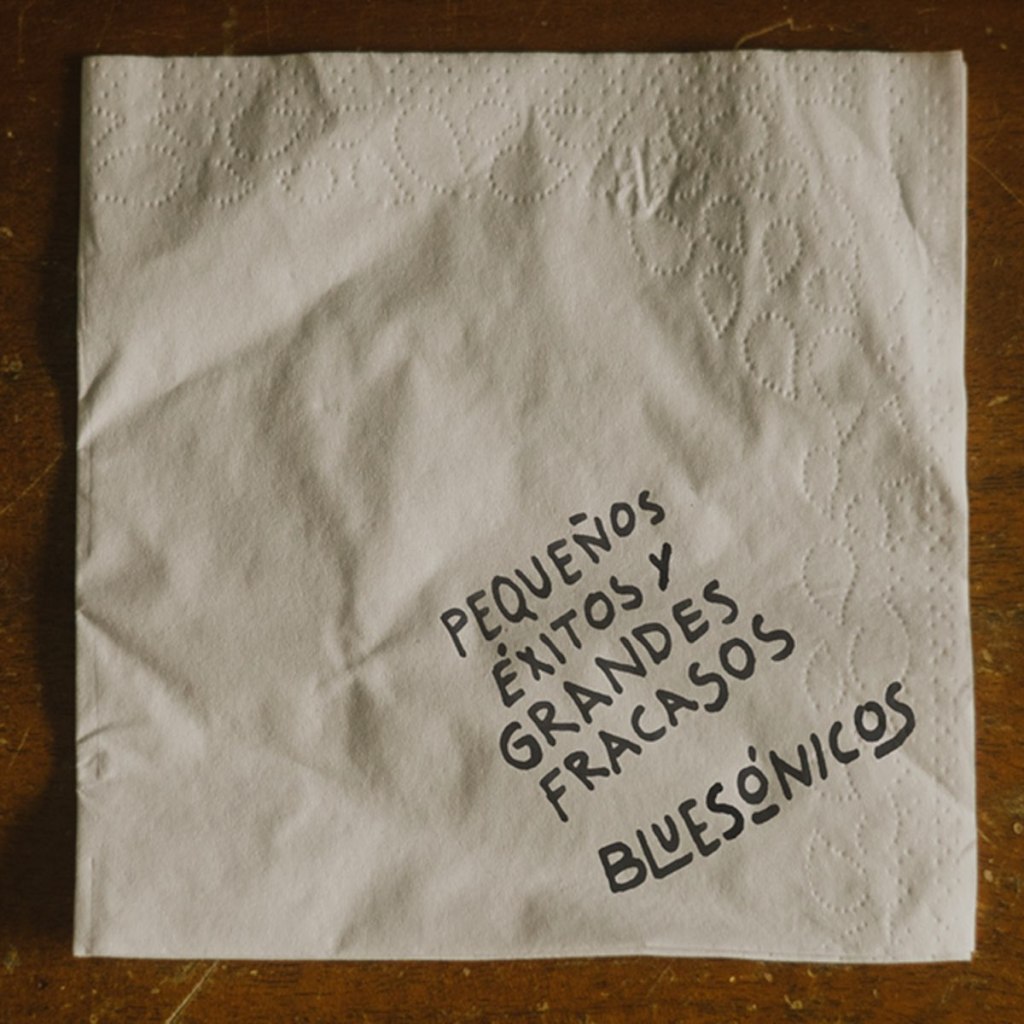 PEQUEÑOS
ÉXITOS Y
GRANDES
FRACASOS
BLUESÓNICOS